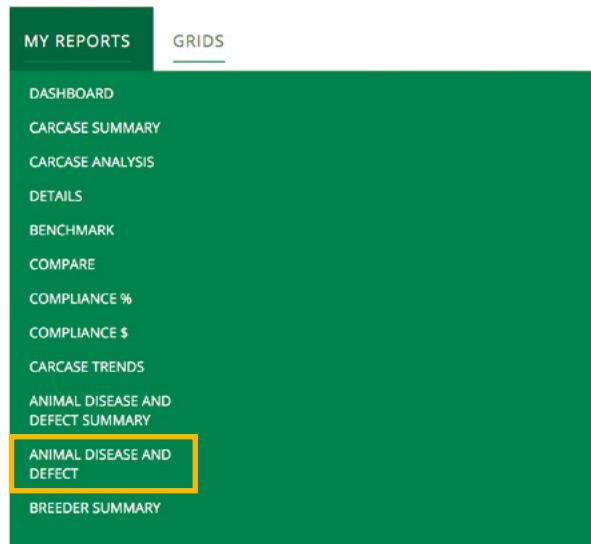 MY REPORTS GRIDS
DASHBOARD
CARCASE SUMMARY
CARCASE ANALYSIS
DETAILS
BENCHMARK
COMPARE
COMPLIANCE %
COMPLIANCE $
CARCASE TRENDS
ANIMAL DISEASE AND
DEFECT SUMMARY
ANIMAL DISEASE AND
DEFECT
BREEDER SUMMARY